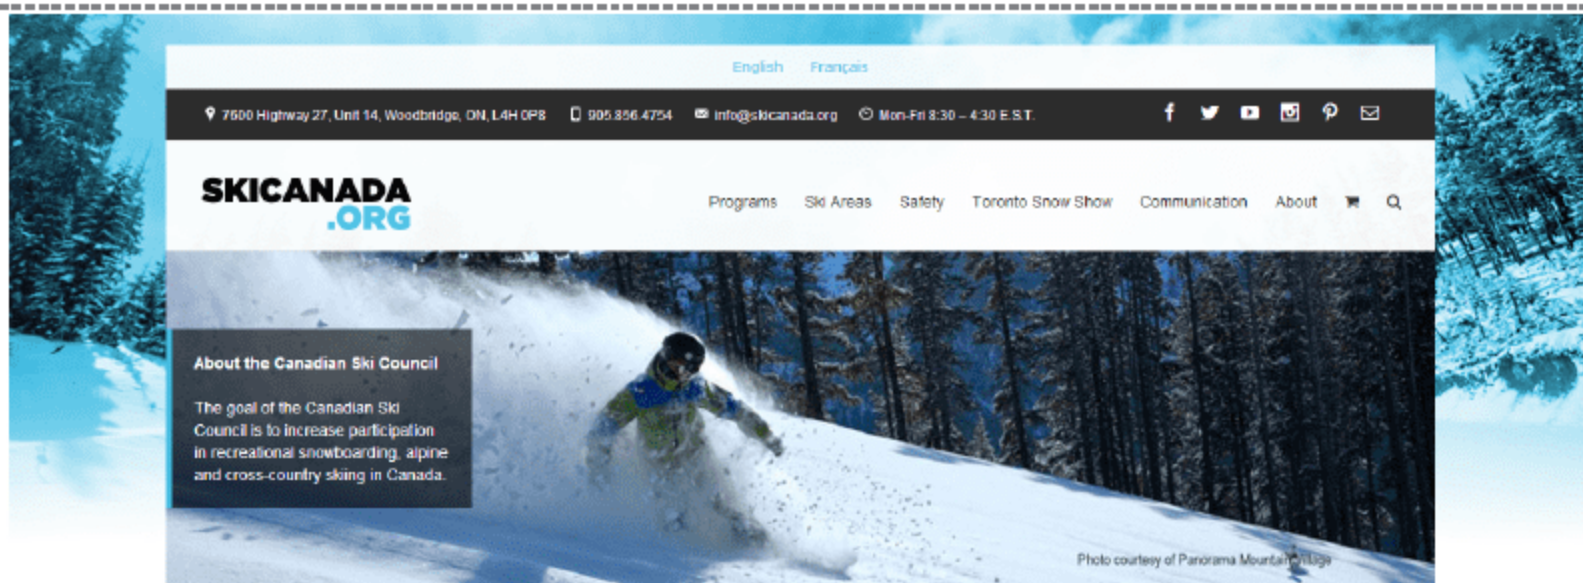 English Français
7600 Highway 27, Unit 14, Woodbridge, ON, L4H 0P8 905.856.4754 info@skicanada.org Mon-Fri 8:30 – 4:30 E.S.T.
SKICANADA
.ORG
Programs Ski Areas Safety Toronto Snow Show Communication About
About the Canadian Ski Council
The goal of the Canadian Ski
Council is to increase participation
in recreational snowboarding, alpine
and cross-country skiing in Canada.
Photo courtesy of Panorama Mountain Village